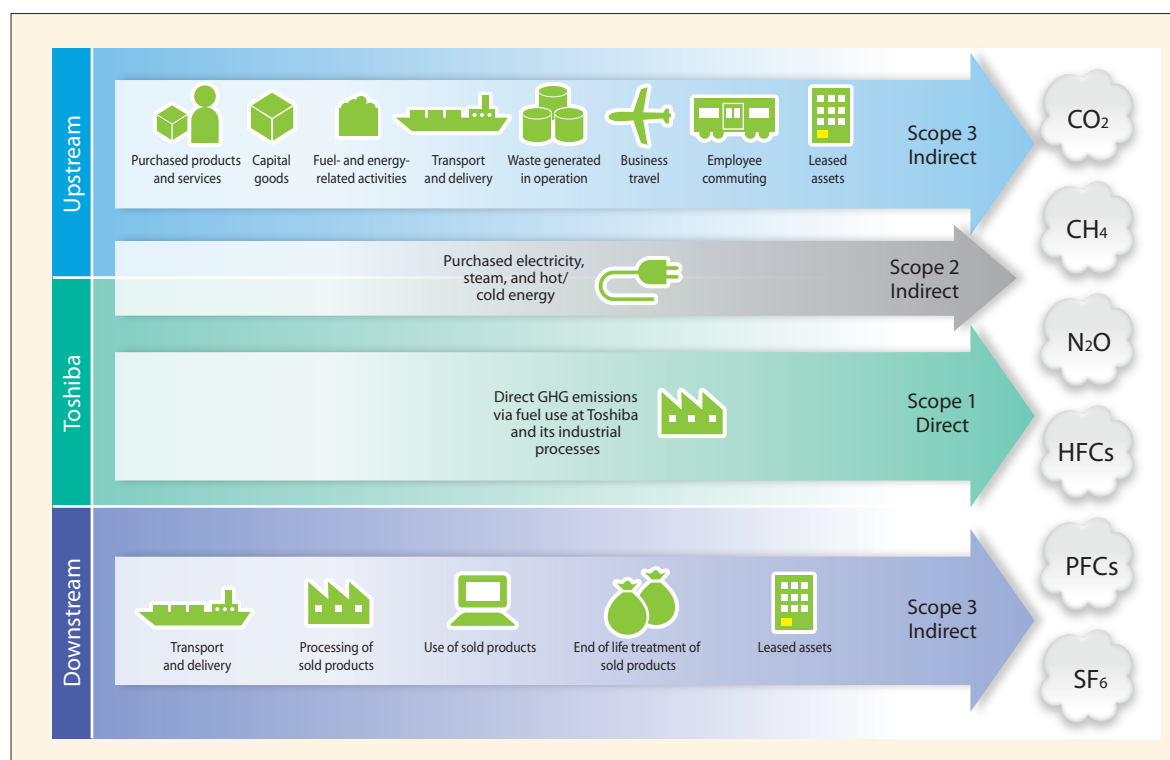 Upstream
Purchased products
and services
Capital
goods
Fuel- and energy-
related activities
Transport
and delivery
Waste generated
in operation
Business
travel
Employee
commuting
Leased
assets
Scope 3
Indirect
Purchased electricity,
steam, and hot/
cold energy
Scope 2
Indirect
Toshiba
Direct GHG emissions
via fuel use at Toshiba
and its industrial
processes
Scope 1
Direct
Downstream
Transport
and delivery
Processing of
sold products
Use of sold products
End of life treatment of
sold products
Leased assets
Scope 3
Indirect
CO₂
CH₄
N₂O
HFCs
PFCs
SF₆